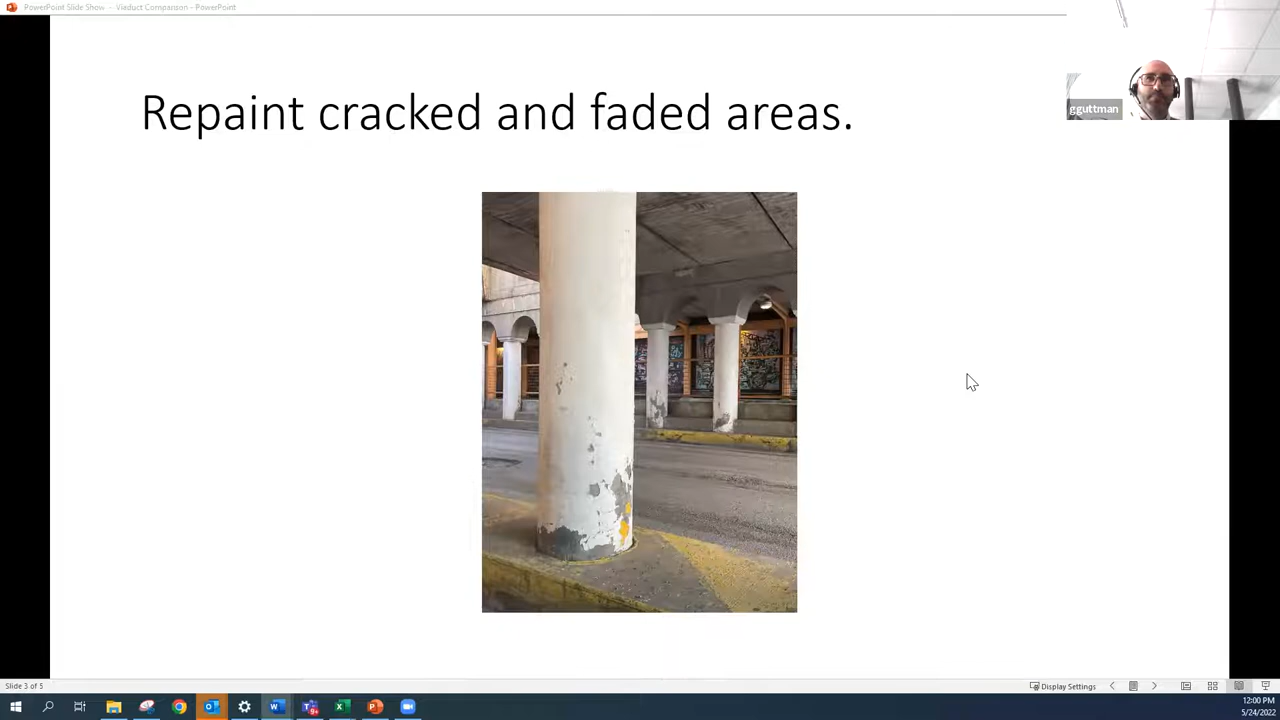 PowerPoint Slide Show - Viaduct Comparison - PowerPoint
Repaint cracked and faded areas.
gguttman
Slide 3 of 5
Display Settings
12:00 PM
5/24/2022